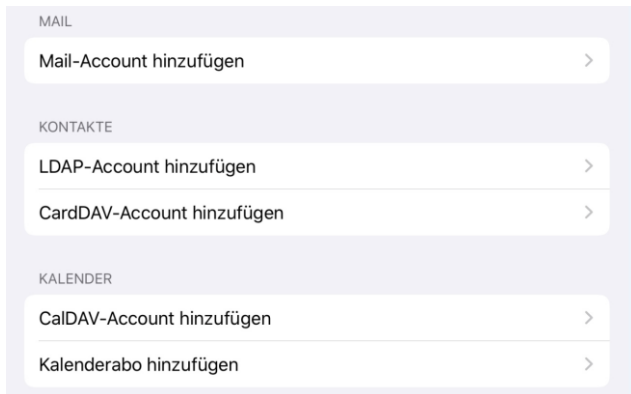 MAIL
Mail-Account hinzufügen
KONTAKTE
LDAP-Account hinzufügen
CardDAV-Account hinzufügen
KALENDER
CalDAV-Account hinzufügen
Kalenderabo hinzufügen